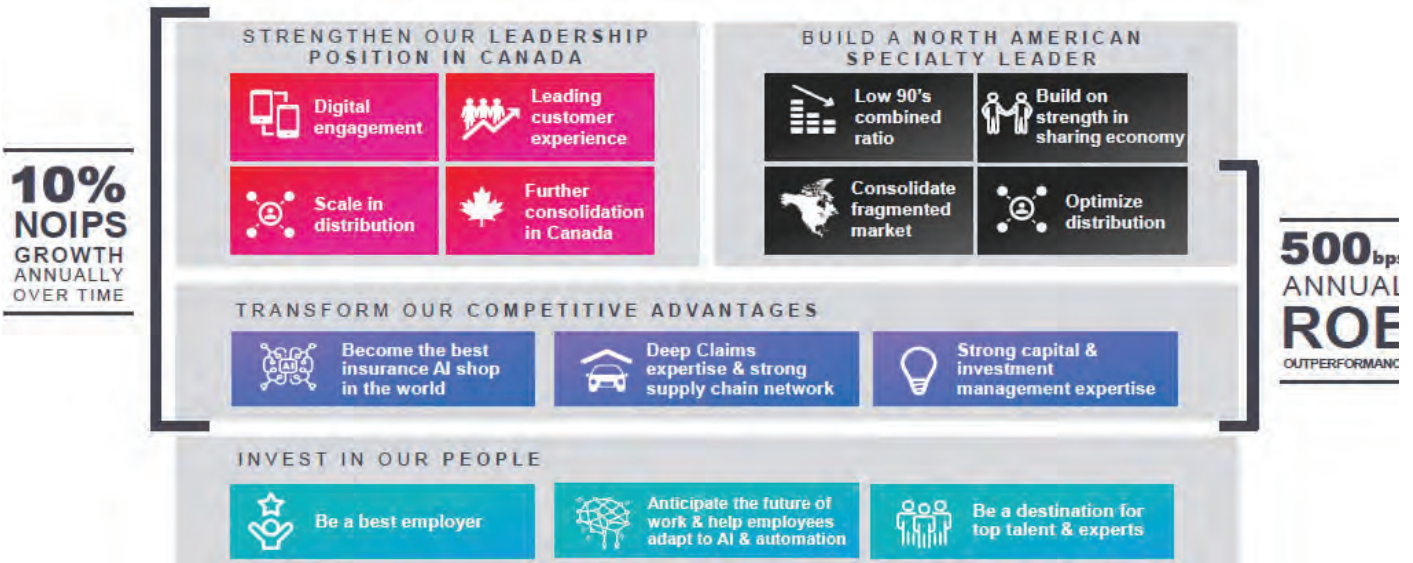 10%
NOIPS
GROWTH
ANNUALLY
OVER TIME
STRENGTHEN OUR LEADERSHIP
POSITION IN CANADA
Digital
engagement
Leading
customer
experience
Scale in
distribution
Further
consolidation
in Canada
BUILD A NORTH AMERICAN
SPECIALTY LEADER
Low 90's
combined
ratio
Build on
strength in
sharing economy
Consolidate
fragmented
market
Optimize
distribution
TRANSFORM OUR COMPETITIVE ADVANTAGES
AI
Become the best
insurance AI shop
in the world
Deep Claims
expertise & strong
supply chain network
Strong capital &
investment
management expertise
INVEST IN OUR PEOPLE
Be a best employer
Anticipate the future of
work & help employees
adapt to AI & automation
Be a destination for
top talent & experts
500 bps
ANNUAL
ROE
OUTPERFORMANC